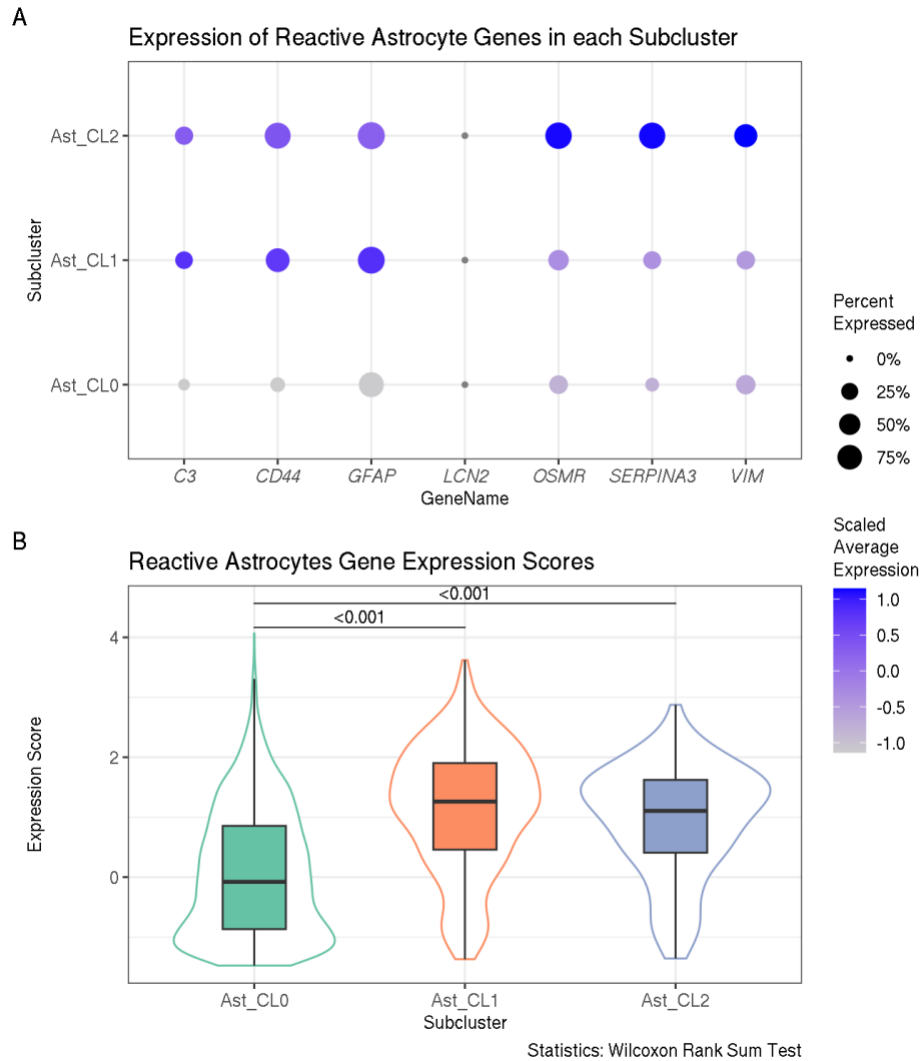 A
Expression of Reactive Astrocyte Genes in each Subcluster
Subcluster
Ast_CL2
Ast_CL1
Ast_CL0
C3 CD44 GFAP LCN2 OSMR SERPINA3 VIM
GeneName
Percent
Expressed
0%
25%
50%
75%
Scaled
Average
Expression
1.0
0.5
0.0
-0.5
-1.0
B
Reactive Astrocytes Gene Expression Scores
<0.001
<0.001
Expression Score
4
2
0
Ast_CL0 Ast_CL1 Ast_CL2
Subcluster
Statistics: Wilcoxon Rank Sum Test